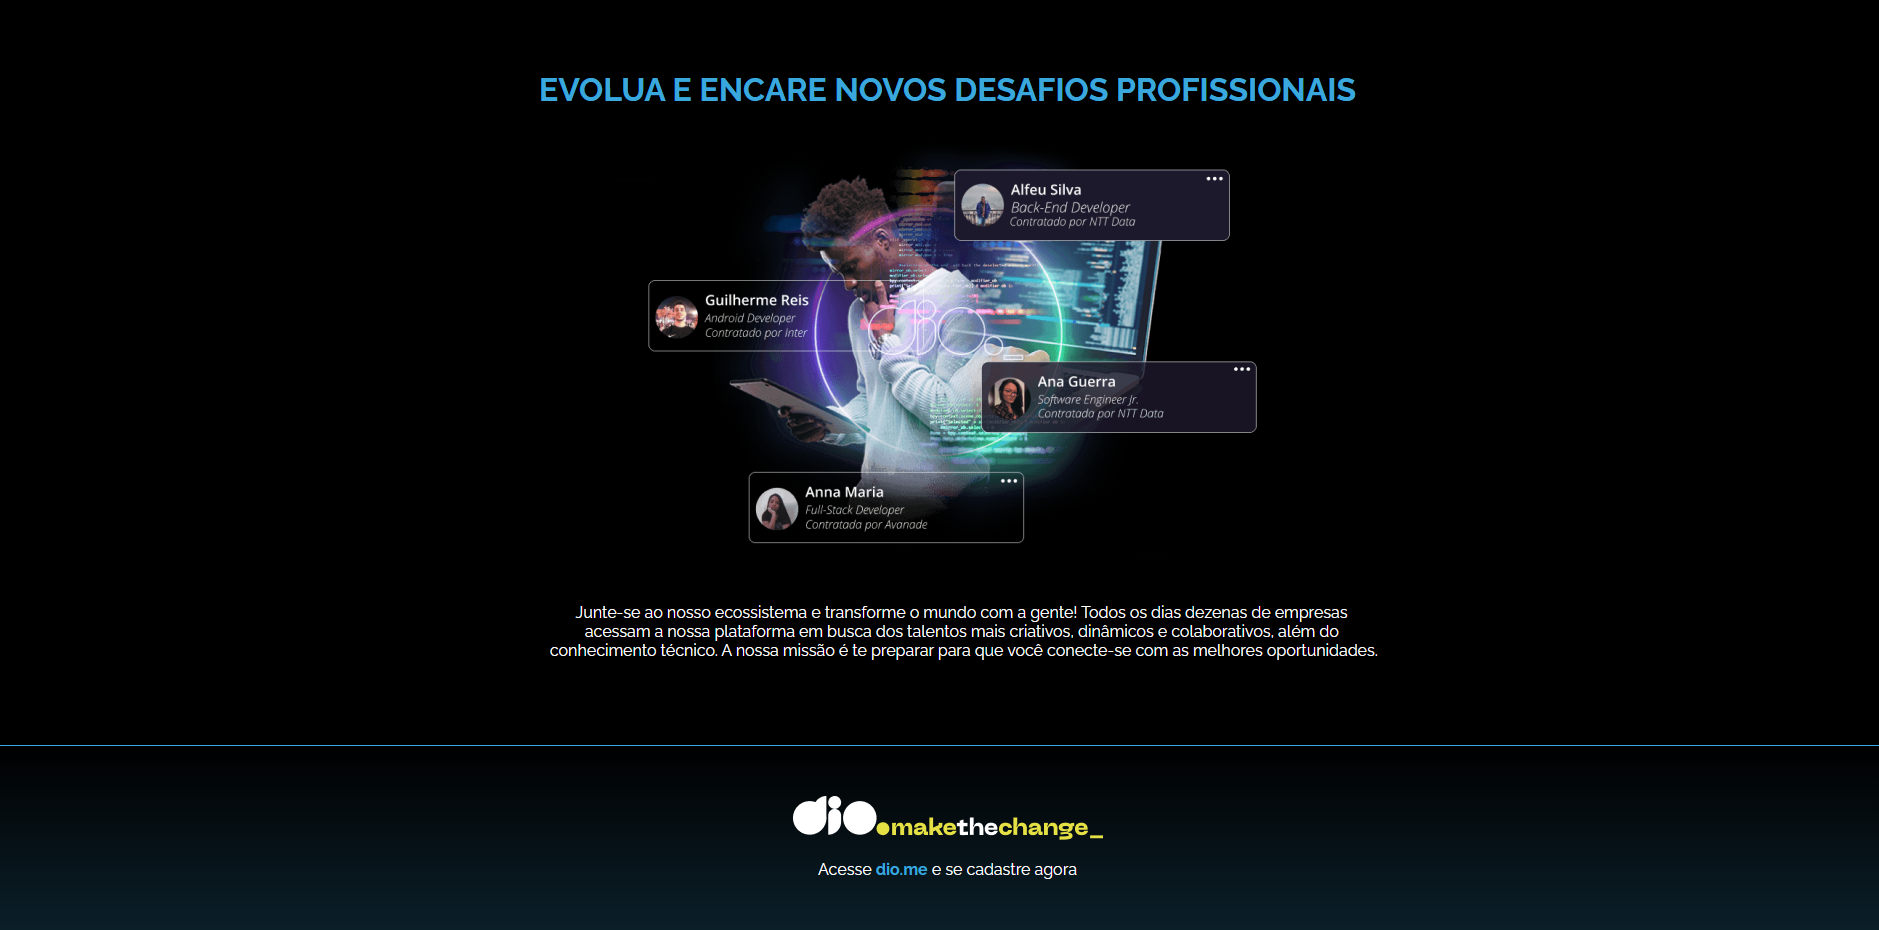 EVOLUA E ENCARE NOVOS DESAFIOS PROFISSIONAIS
Alfeu Silva
Back-End Developer
Contratado por NTT Data
Guilherme Reis
Android Developer
Contratado por Inter
dio.
Ana Guerra
Software Engineer Jr.
Contratada por NTT Data
Anna Maria
Full-Stack Developer
Contratada por Avanade
Junte-se ao nosso ecossistema e transforme o mundo com a gente! Todos os dias dezenas de empresas
acessam a nossa plataforma em busca dos talentos mais criativos, dinâmicos e colaborativos, além do
conhecimento técnico. A nossa missão é te preparar para que você conecte-se com as melhores oportunidades.
dio.makethechange_
Acesse dio.me e se cadastre agora